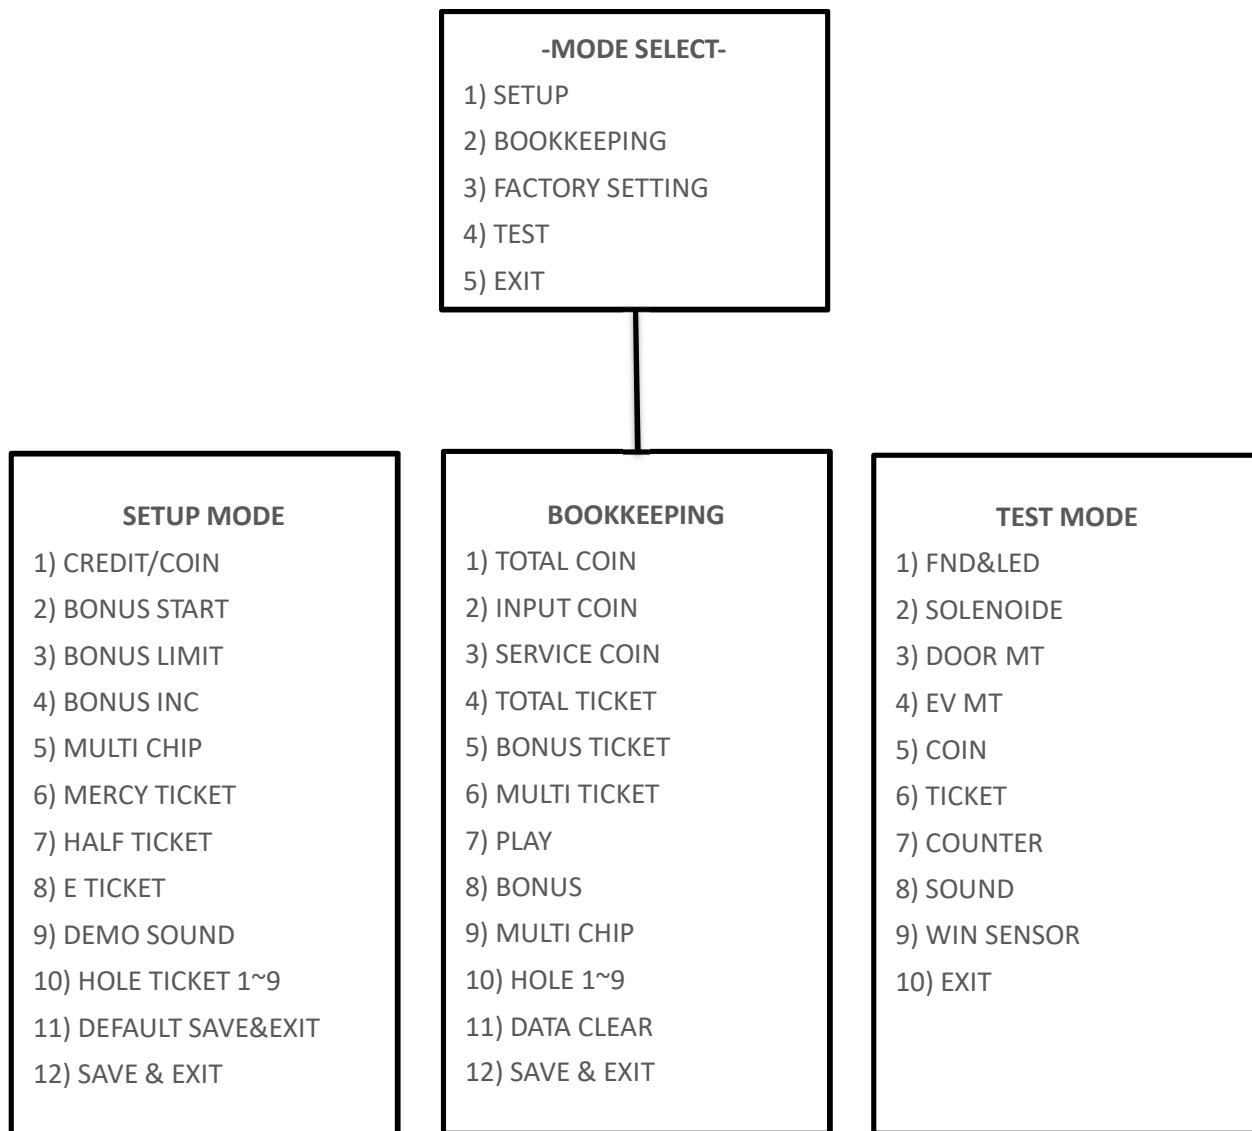 -MODE SELECT-
1) SETUP
2) BOOKKEEPING
3) FACTORY SETTING
4) TEST
5) EXIT
SETUP MODE
1) CREDIT/COIN
2) BONUS START
3) BONUS LIMIT
4) BONUS INC
5) MULTI CHIP
6) MERCY TICKET
7) HALF TICKET
8) E TICKET
9) DEMO SOUND
10) HOLE TICKET 1~9
11) DEFAULT SAVE&EXIT
12) SAVE & EXIT
BOOKKEEPING
1) TOTAL COIN
2) INPUT COIN
3) SERVICE COIN
4) TOTAL TICKET
5) BONUS TICKET
6) MULTI TICKET
7) PLAY
8) BONUS
9) MULTI CHIP
10) HOLE 1~9
11) DATA CLEAR
12) SAVE & EXIT
TEST MODE
1) FND&LED
2) SOLENOIDE
3) DOOR MT
4) EV MT
5) COIN
6) TICKET
7) COUNTER
8) SOUND
9) WIN SENSOR
10) EXIT